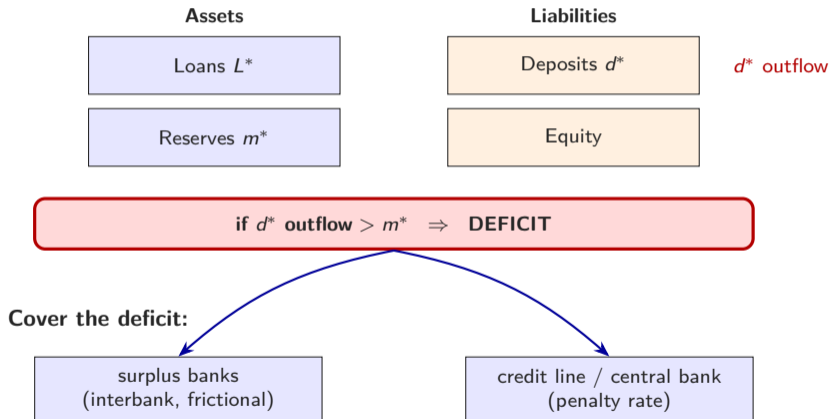 Assets
Liabilities
Loans L*
Deposits d*
d* outflow
Reserves m*
Equity
if d* outflow > m* ⇒ DEFICIT
Cover the deficit:
surplus banks
(interbank, frictional)
credit line / central bank
(penalty rate)